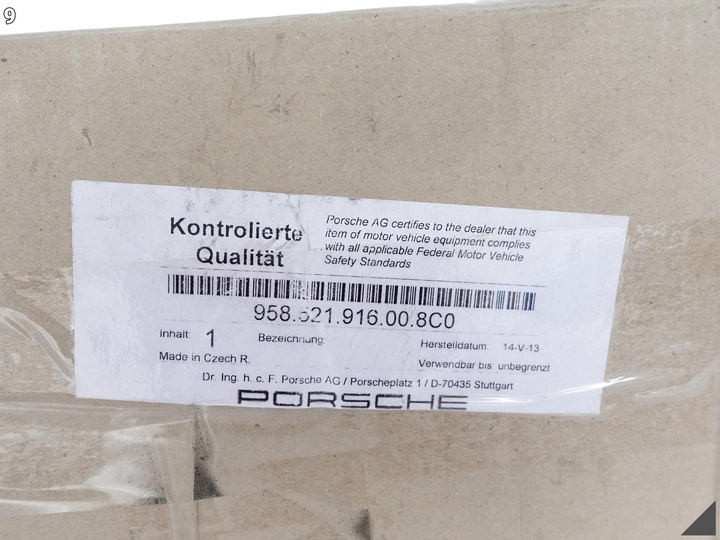 9
Kontrolierte
Qualität
Porsche AG certifies to the dealer that this
item of motor vehicle equipment complies
with all applicable Federal Motor Vehicle
Safety Standards
958.521.916.00.8C0
Inhalt: 1 Bezeichnung: Herstelldatum: 14-V-13
Made in Czech R. Verwendbar bis unbegrenzt
Dr. Ing. h. c. F. Porsche AG / Porscheplatz 1 / D-70435 Stuttgart
PORSCHE